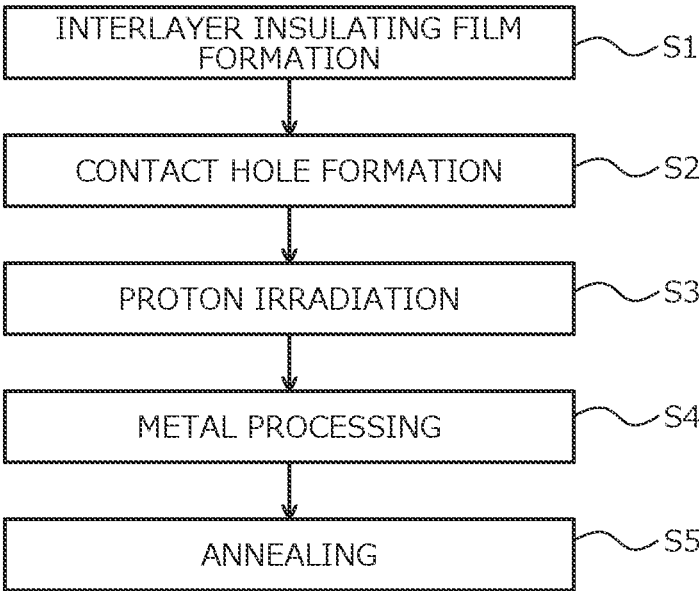 INTERLAYER INSULATING FILM
FORMATION
S1
CONTACT HOLE FORMATION
S2
PROTON IRRADIATION
S3
METAL PROCESSING
S4
ANNEALING
S5